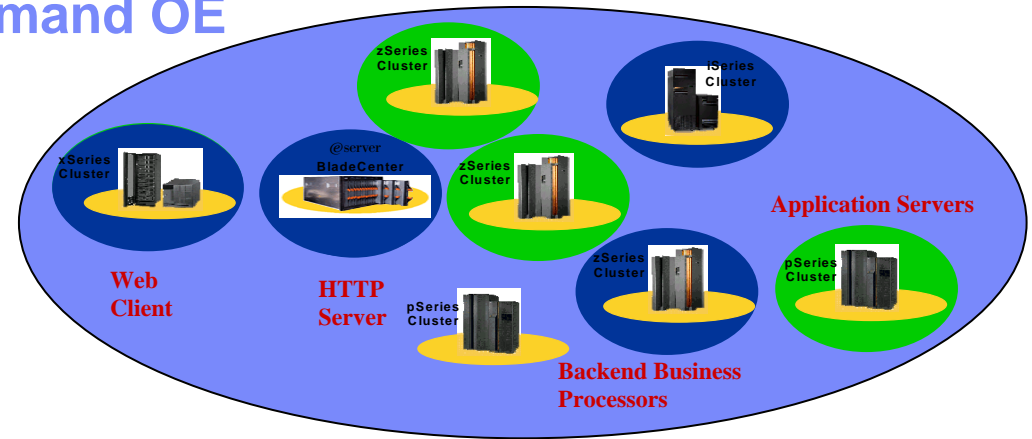 mand OE
zSeries
Cluster
iSeries
Cluster
xSeries
Cluster
@server
BladeCenter
zSeries
Cluster
Application Servers
zSeries
Cluster
pSeries
Cluster
Web
Client
HTTP
Server
pSeries
Cluster
Backend Business
Processors